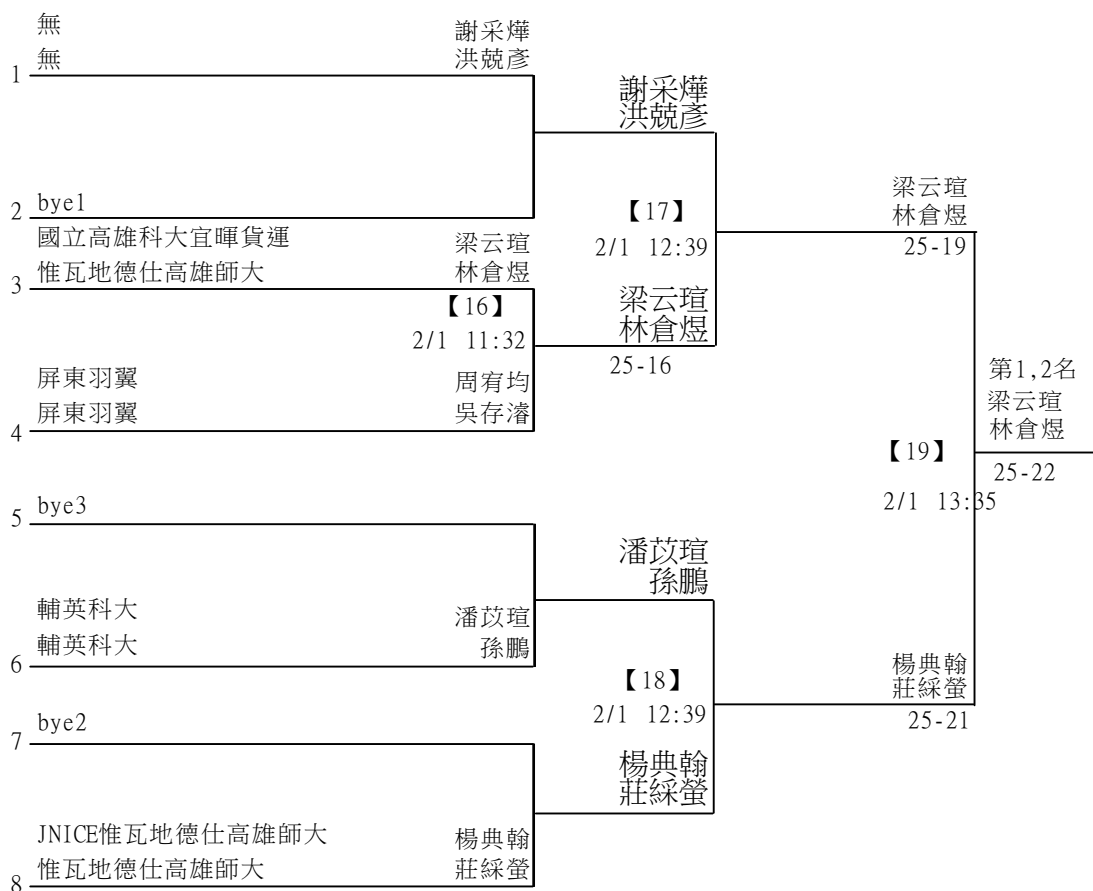 無 謝采燁
無 洪兢彥
1
謝采燁
洪兢彥
2 bye1
【17】
2/1 12:39
梁云瑄
林倉煜
25-19
國立高雄科大宜暉貨運 梁云瑄
惟瓦地德仕高雄師大 林倉煜
3
【16】
2/1 11:32
梁云瑄
林倉煜
25-16
屏東羽翼 周宥均
屏東羽翼 吳存濬
4
第1,2名
梁云瑄
林倉煜
【19】
25-22
2/1 13:35
5 bye3
潘苡瑄
孫鵬
輔英科大 潘苡瑄
輔英科大 孫鵬
6
【18】
2/1 12:39
楊典翰
莊綵螢
25-21
7 bye2
楊典翰
莊綵螢
JNICE惟瓦地德仕高雄師大 楊典翰
惟瓦地德仕高雄師大 莊綵螢
8